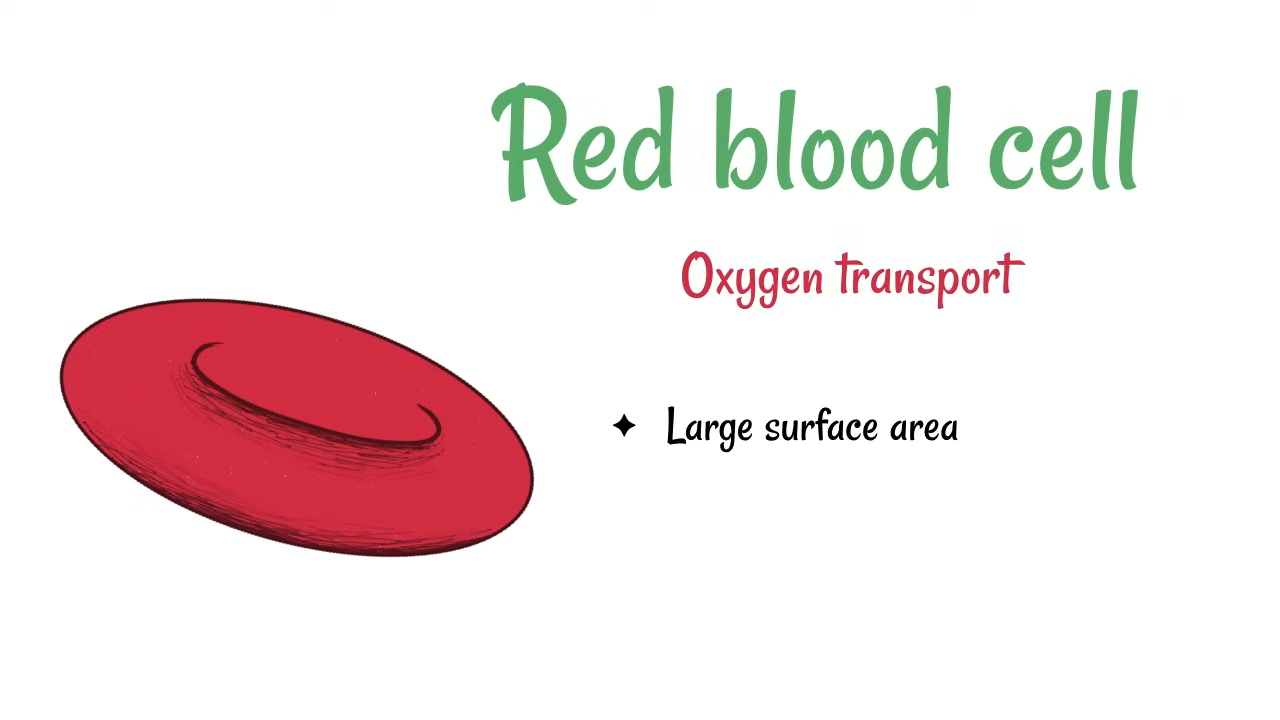 Red blood cell
Oxygen transport
✦ Large surface area